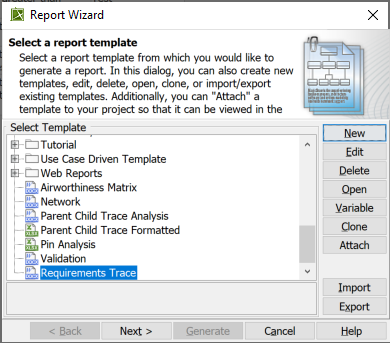 Report Wizard
Select a report template
Select a report template from which you would like to
generate a report. In this dialog, you can also create new
templates, edit, delete, open, clone, or import/export
existing templates. Additionally, you can "Attach" a
template to your project so that it can be viewed in the
Select Template
Tutorial
Use Case Driven Template
Web Reports
Airworthiness Matrix
Network
Parent Child Trace Analysis
Parent Child Trace Formatted
Pin Analysis
Validation
Requirements Trace
New
Edit
Delete
Open
Variable
Clone
Attach
Import
Export
< Back
Next >
Generate
Cancel
Help